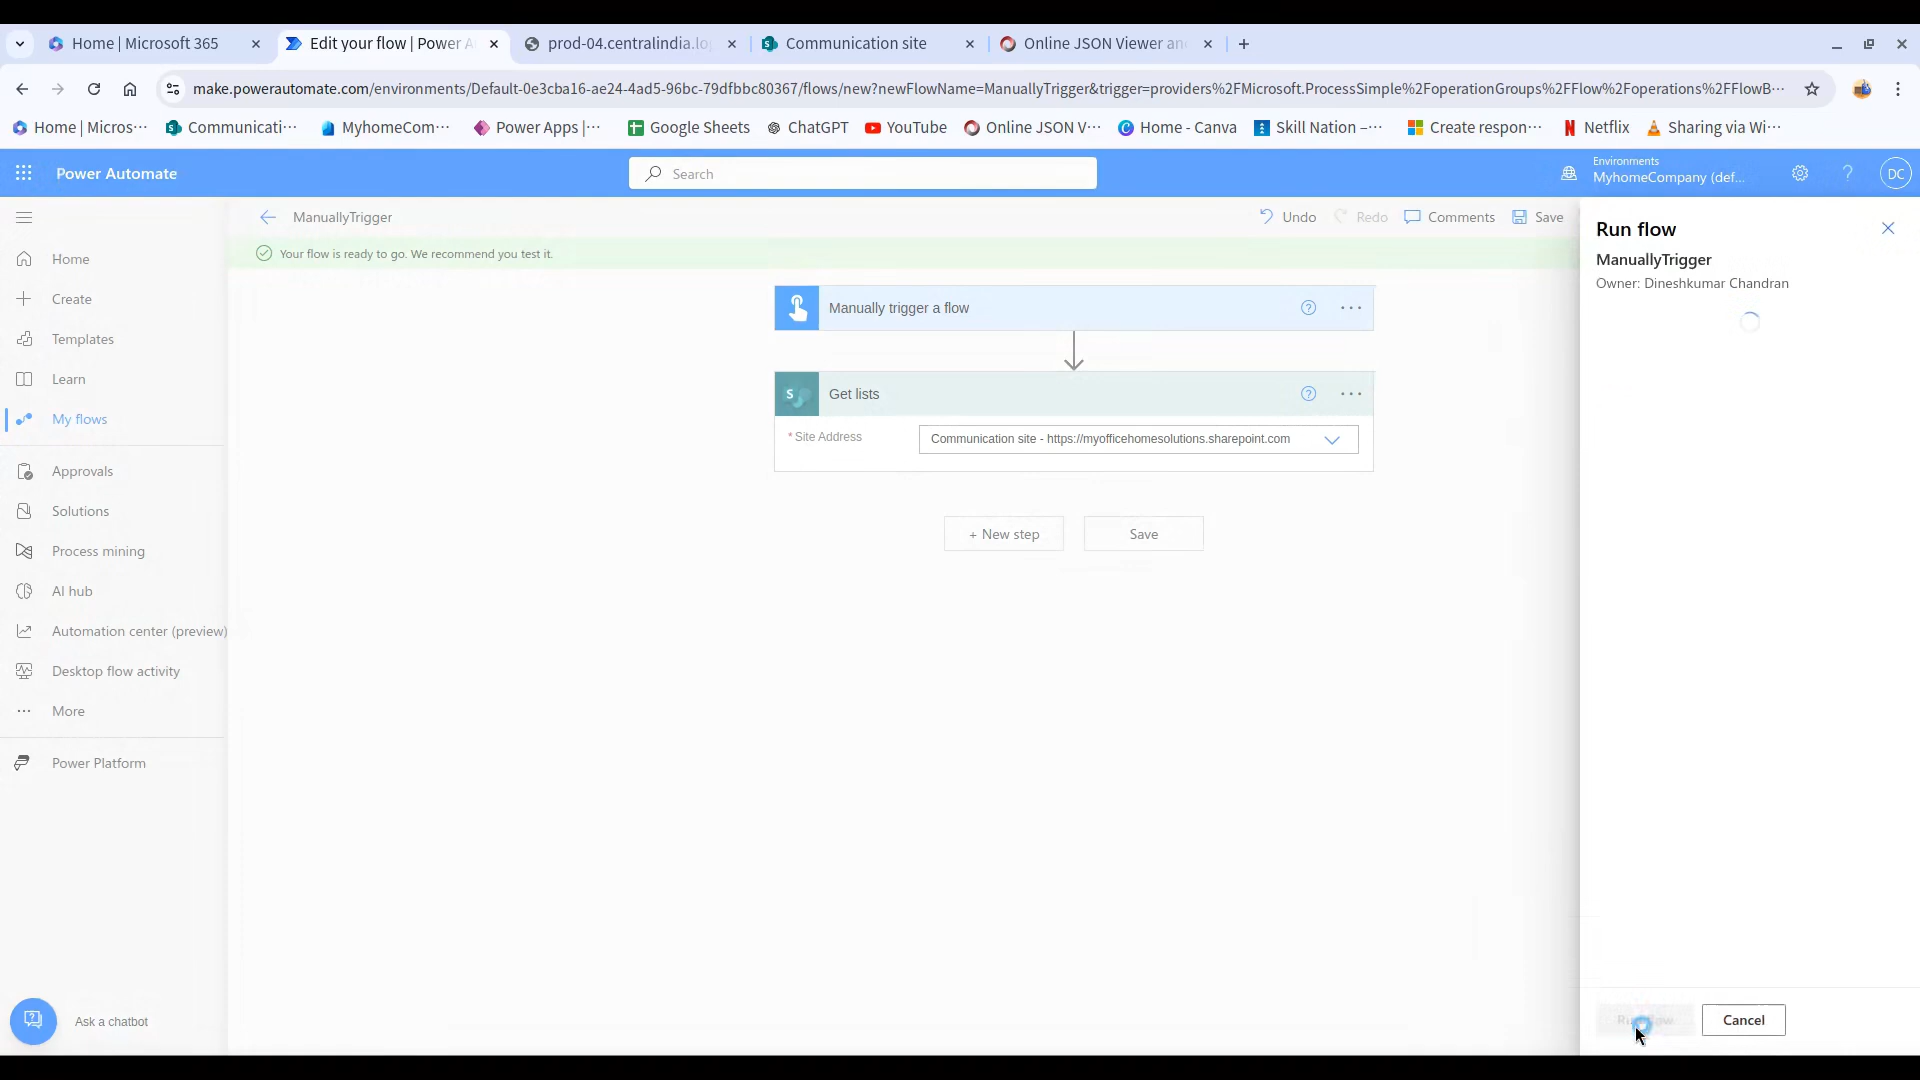 Home | Microsoft 365
Edit your flow | Power A
prod-04.centralindia.lo
Communication site
Online JSON Viewer an
make.powerautomate.com/environments/Default-0e3cba16-ae24-4ad5-96bc-79dfbbc80367/flows/new?newFlowName=ManuallyTrigger&trigger=providers%2FMicrosoft.ProcessSimple%2FoperationGroups%2FFlow%2Foperations%2FFlowB...
Home | Micros...
Communicati...
MyhomeCom...
Power Apps |...
Google Sheets
ChatGPT
YouTube
Online JSON V...
Home - Canva
Skill Nation –...
Create respon...
Netflix
Sharing via Wi...
Power Automate
Search
Environments
MyhomeCompany (def...
DC
ManuallyTrigger
Undo
Redo
Comments
Save
Your flow is ready to go. We recommend you test it.
Home
Create
Templates
Learn
My flows
Approvals
Solutions
Process mining
AI hub
Automation center (preview)
Desktop flow activity
More
Power Platform
Ask a chatbot
Manually trigger a flow
S
Get lists
* Site Address
Communication site - https://myofficehomesolutions.sharepoint.com
+ New step
Save
Run flow
ManuallyTrigger
Owner: Dineshkumar Chandran
Cancel